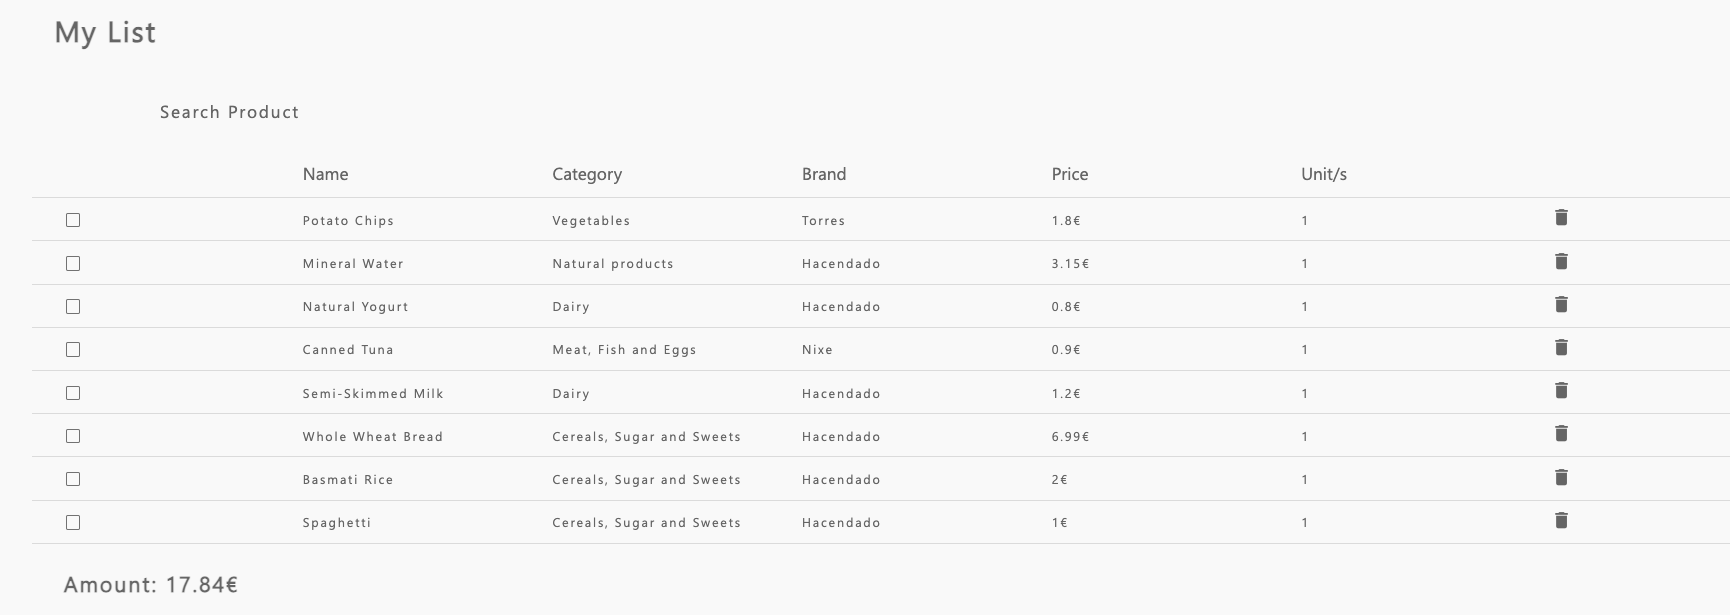 My List
Search Product
Name Category Brand Price Unit/s
Potato Chips Vegetables Torres 1.8€ 1
Mineral Water Natural products Hacendado 3.15€ 1
Natural Yogurt Dairy Hacendado 0.8€ 1
Canned Tuna Meat, Fish and Eggs Nixe 0.9€ 1
Semi-Skimmed Milk Dairy Hacendado 1.2€ 1
Whole Wheat Bread Cereals, Sugar and Sweets Hacendado 6.99€ 1
Basmati Rice Cereals, Sugar and Sweets Hacendado 2€ 1
Spaghetti Cereals, Sugar and Sweets Hacendado 1€ 1
Amount: 17.84€